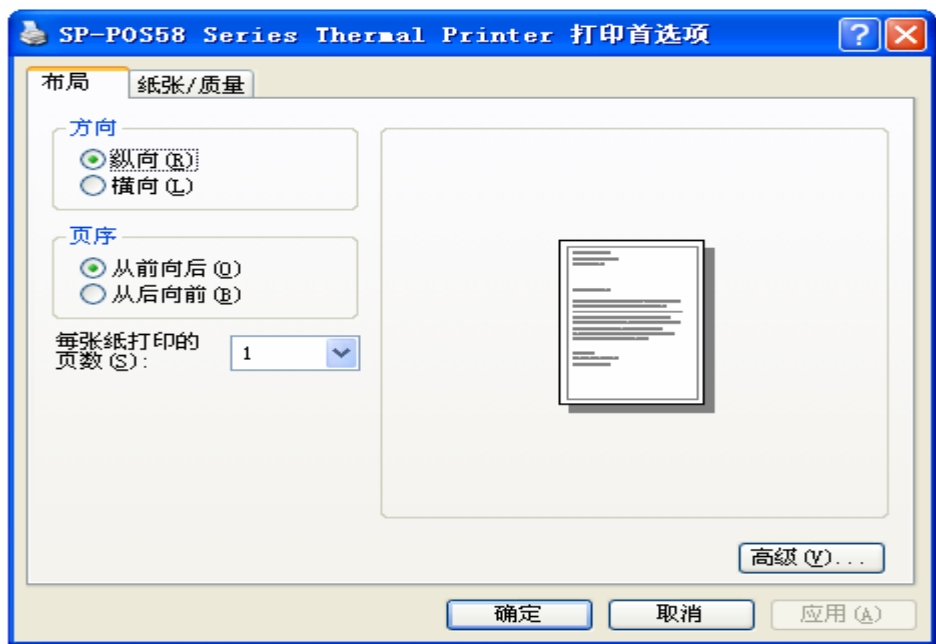 SP-POS58 Series Thermal Printer 打印首选项
布局
纸张/质量
方向
纵向(R)
横向(L)
页序
从前向后(O)
从后向前(B)
每张纸打印的
页数(S):
1
高级(V)...
确定
取消
应用(A)